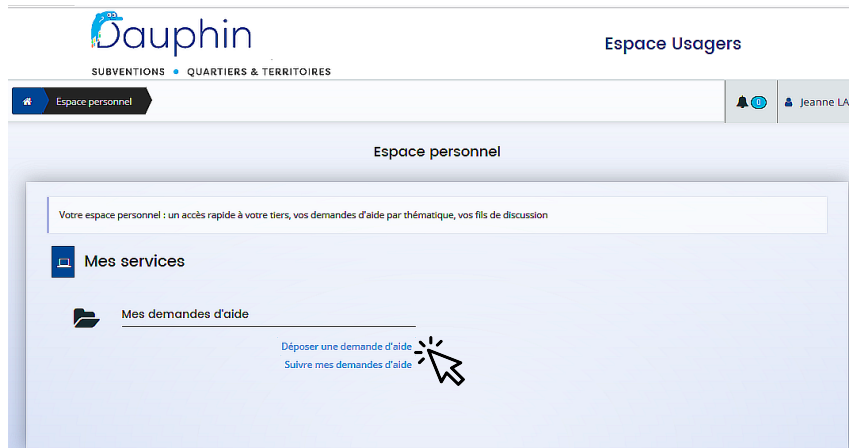 Dauphin
Espace Usagers
SUBVENTIONS • QUARTIERS & TERRITOIRES
Espace personnel
0
Jeanne LA
Espace personnel
Votre espace personnel : un accès rapide à votre tiers, vos demandes d'aide par thématique, vos fils de discussion
Mes services
Mes demandes d'aide
Déposer une demande d'aide
Suivre mes demandes d'aide